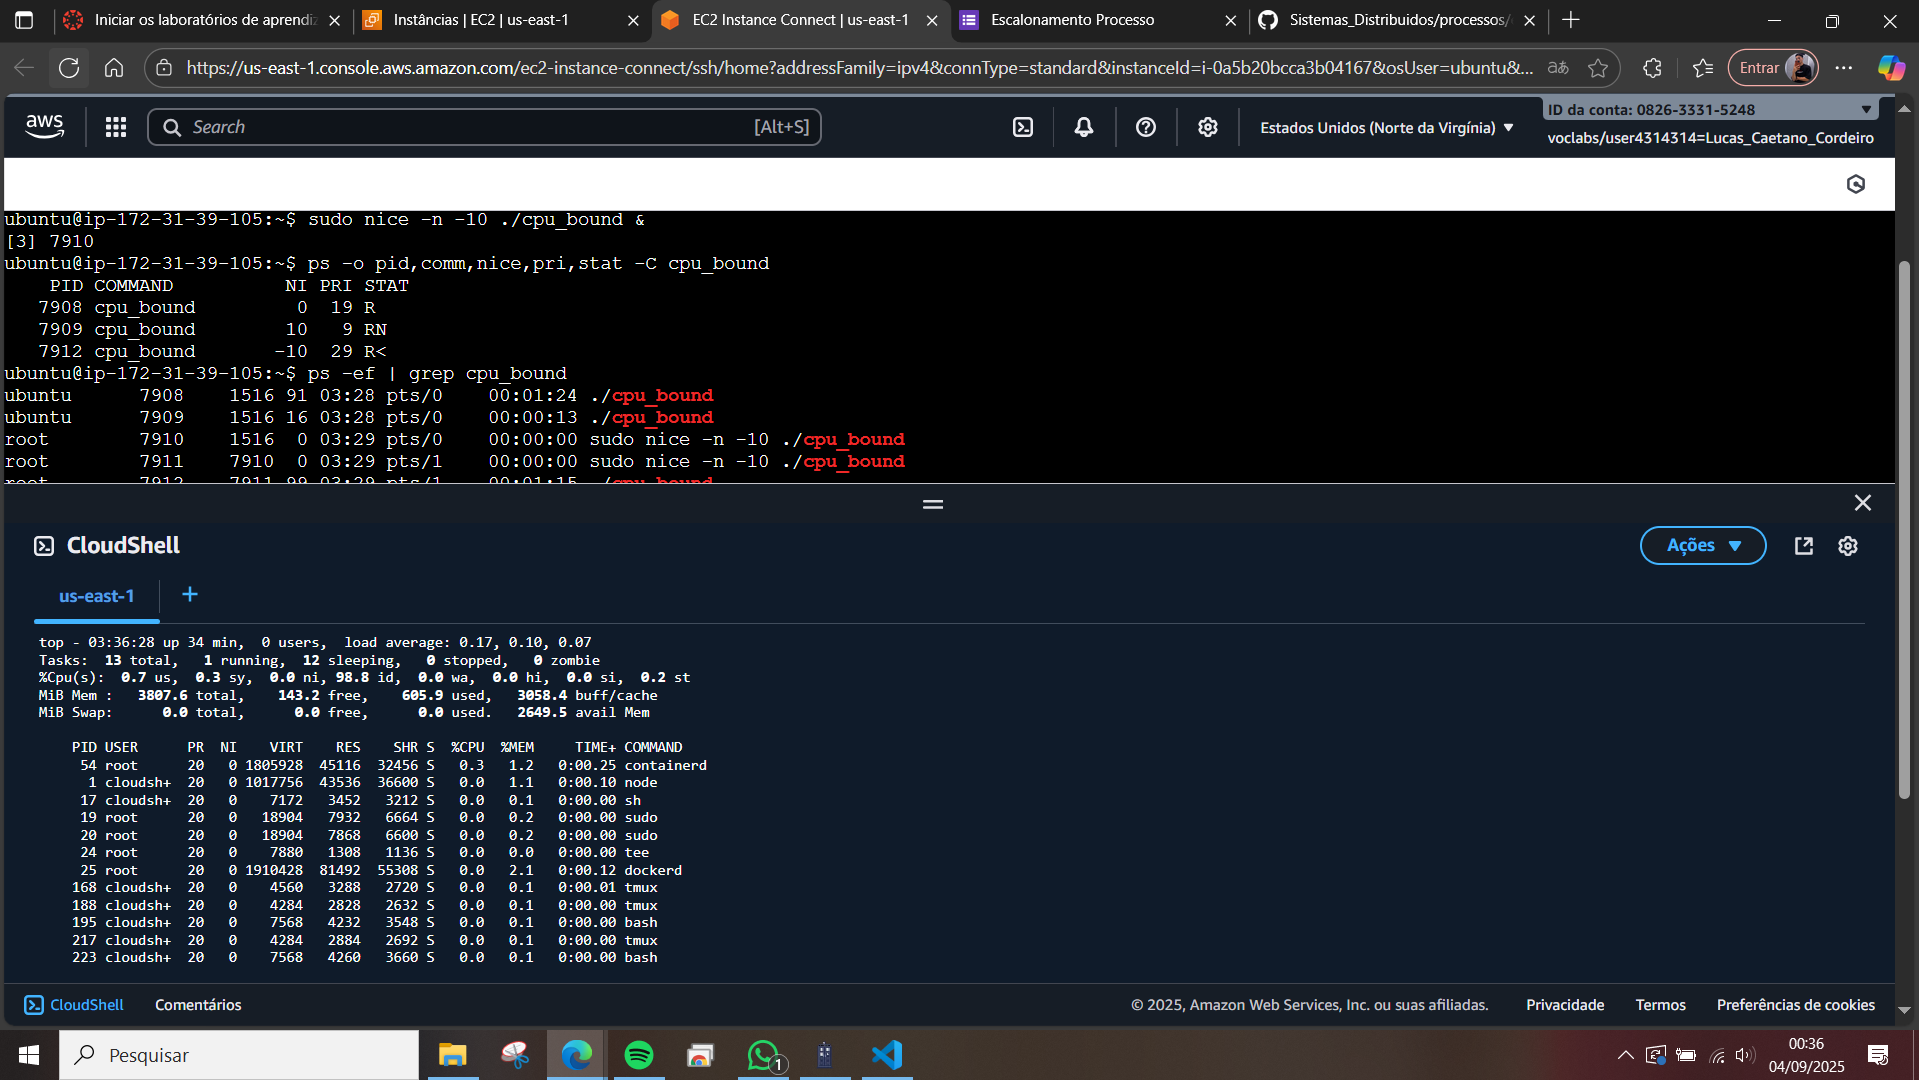 Iniciar os laboratórios de aprendiz
Instâncias | EC2 | us-east-1
EC2 Instance Connect | us-east-1
Escalonamento Processo
Sistemas_Distribuidos/processos/
https://us-east-1.console.aws.amazon.com/ec2-instance-connect/ssh/home?addressFamily=ipv4&connType=standard&instanceId=i-0a5b20bcca3b04167&osUser=ubuntu&...
Entrar
aws
Search [Alt+S]
Estados Unidos (Norte da Virgínia)
ID da conta: 0826-3331-5248
voclabs/user4314314=Lucas_Caetano_Cordeiro
ubuntu@ip-172-31-39-105:~$ sudo nice -n -10 ./cpu_bound &
[3] 7910
ubuntu@ip-172-31-39-105:~$ ps -o pid,comm,nice,pri,stat -C cpu_bound
PID COMMAND NI PRI STAT
7908 cpu_bound 0 19 R
7909 cpu_bound 10 9 RN
7912 cpu_bound -10 29 R<
ubuntu@ip-172-31-39-105:~$ ps -ef | grep cpu_bound
ubuntu 7908 1516 91 03:28 pts/0 00:01:24 ./cpu_bound
ubuntu 7909 1516 16 03:28 pts/0 00:00:13 ./cpu_bound
root 7910 1516 0 03:29 pts/0 00:00:00 sudo nice -n -10 ./cpu_bound
root 7911 7910 0 03:29 pts/1 00:00:00 sudo nice -n -10 ./cpu_bound
root 7912 7911 99 03:29 pts/1 00:01:15 ./cpu_bound
CloudShell
Ações
us-east-1
top - 03:36:28 up 34 min, 0 users, load average: 0.17, 0.10, 0.07
Tasks: 13 total, 1 running, 12 sleeping, 0 stopped, 0 zombie
%Cpu(s): 0.7 us, 0.3 sy, 0.0 ni, 98.8 id, 0.0 wa, 0.0 hi, 0.0 si, 0.2 st
MiB Mem : 3807.6 total, 143.2 free, 605.9 used, 3058.4 buff/cache
MiB Swap: 0.0 total, 0.0 free, 0.0 used. 2649.5 avail Mem
PID USER PR NI VIRT RES SHR S %CPU %MEM TIME+ COMMAND
54 root 20 0 1805928 45116 32456 S 0.3 1.2 0:00.25 containerd
1 cloudsh+ 20 0 1017756 43536 36600 S 0.0 1.1 0:00.10 node
17 cloudsh+ 20 0 7172 3452 3212 S 0.0 0.1 0:00.00 sh
19 root 20 0 18904 7932 6664 S 0.0 0.2 0:00.00 sudo
20 root 20 0 18904 7868 6600 S 0.0 0.2 0:00.00 sudo
24 root 20 0 7880 1308 1136 S 0.0 0.0 0:00.00 tee
25 root 20 0 1910428 81492 55308 S 0.0 2.1 0:00.12 dockerd
168 cloudsh+ 20 0 4560 3288 2720 S 0.0 0.1 0:00.01 tmux
188 cloudsh+ 20 0 4284 2828 2632 S 0.0 0.1 0:00.00 tmux
195 cloudsh+ 20 0 7568 4232 3548 S 0.0 0.1 0:00.00 bash
217 cloudsh+ 20 0 4284 2884 2692 S 0.0 0.1 0:00.00 tmux
223 cloudsh+ 20 0 7568 4260 3660 S 0.0 0.1 0:00.00 bash
CloudShell
Comentários
© 2025, Amazon Web Services, Inc. ou suas afiliadas.
Privacidade
Termos
Preferências de cookies
Pesquisar
1
00:36
04/09/2025